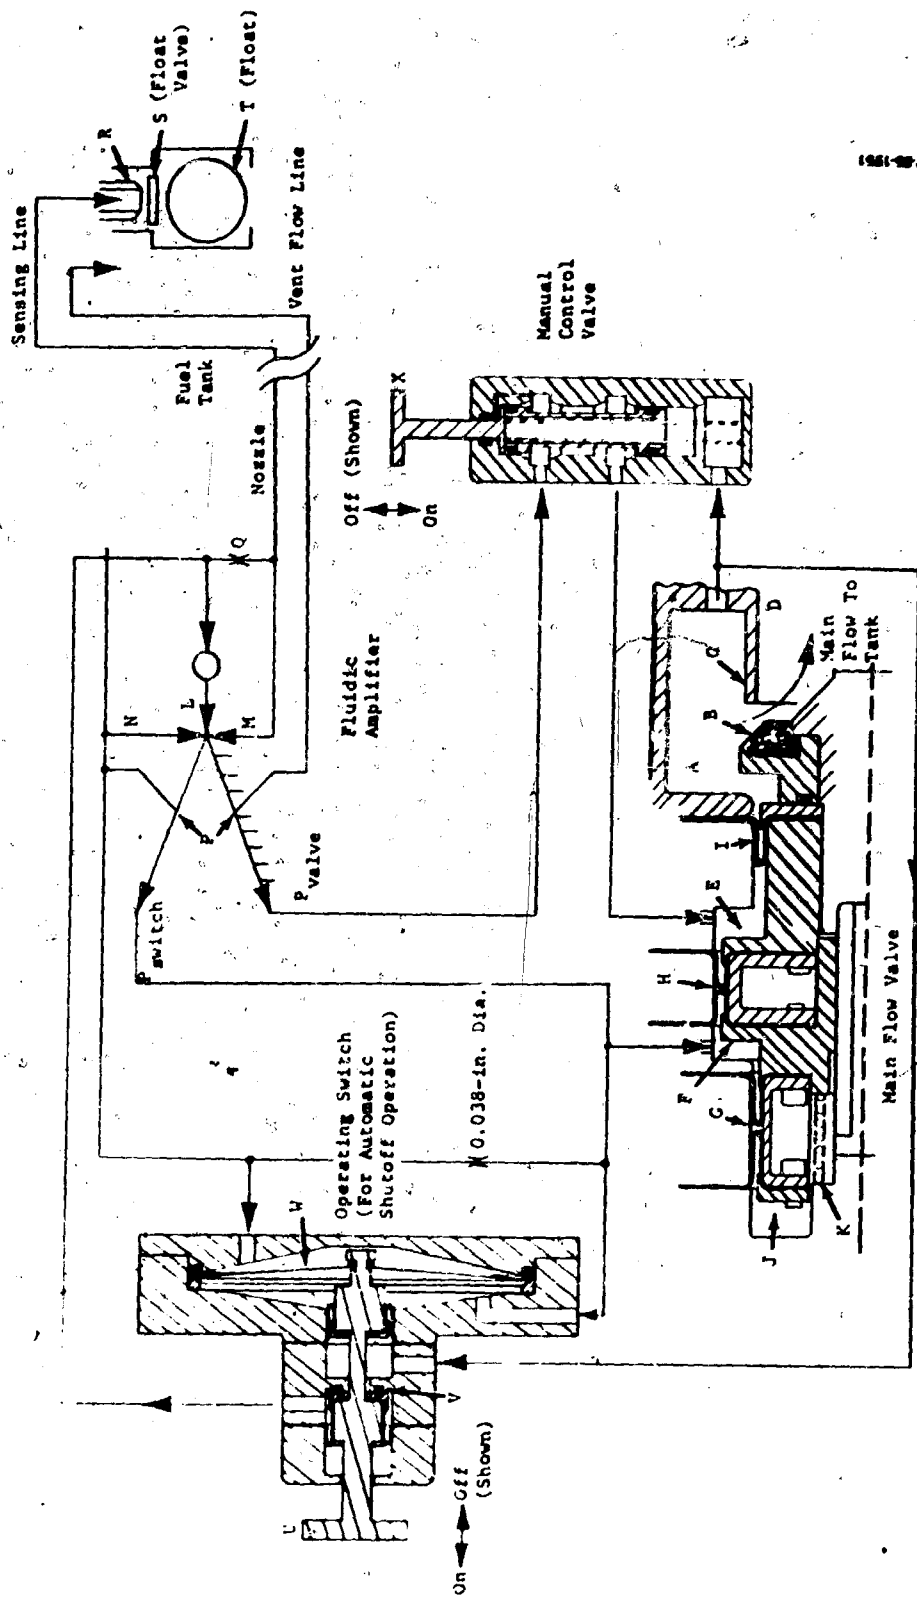 Sensing Line
R
S (Float
Valve)
T (Float)
Vent Flow Line
Fuel
Tank
Nozzle
Q
N
L
M
Fluidic
Amplifier
P
P switch
P valve
Off (Shown)
On
X
Manual
Control
Valve
Operating Switch
(For Automatic
Shutoff Operation)
W
0.038-in. Dia.
U
V
On
Off
(Shown)
A
B
D
E
F
G
H
I
J
K
Main
Flow To
Tank
Main Flow Valve